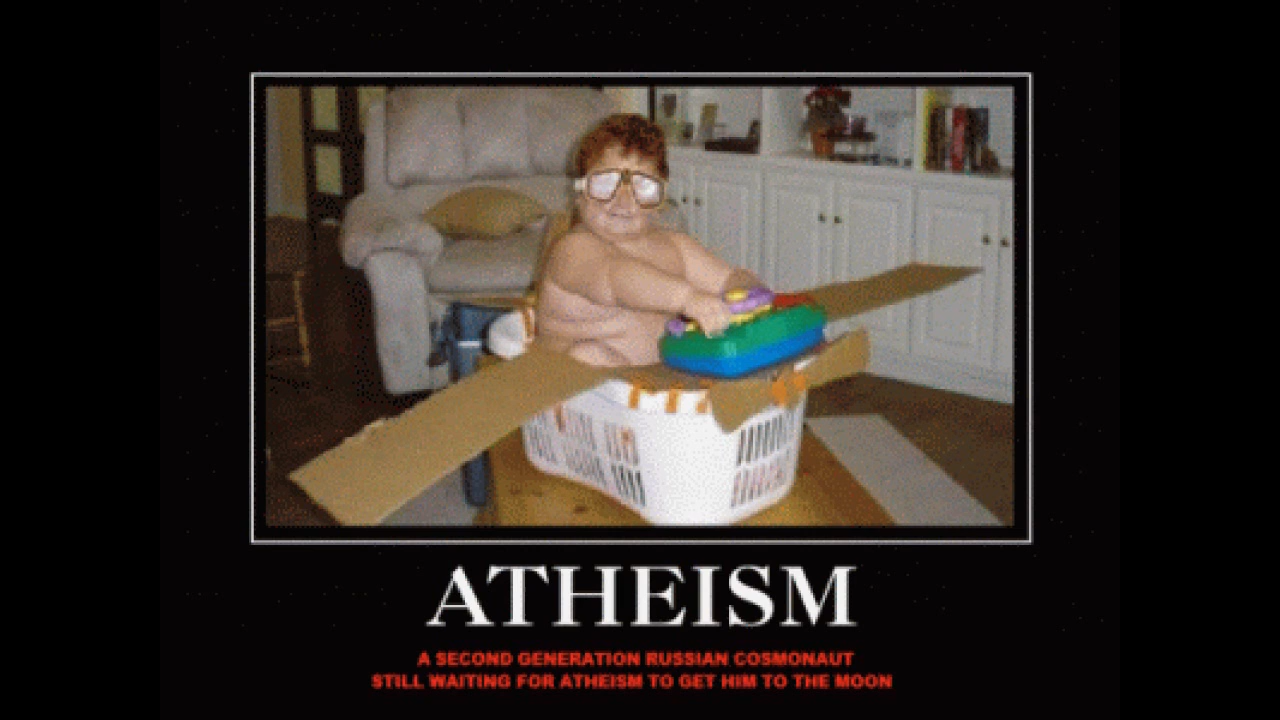 ATHEISM
A SECOND GENERATION RUSSIAN COSMONAUT
STILL WAITING FOR ATHEISM TO GET HIM TO THE MOON